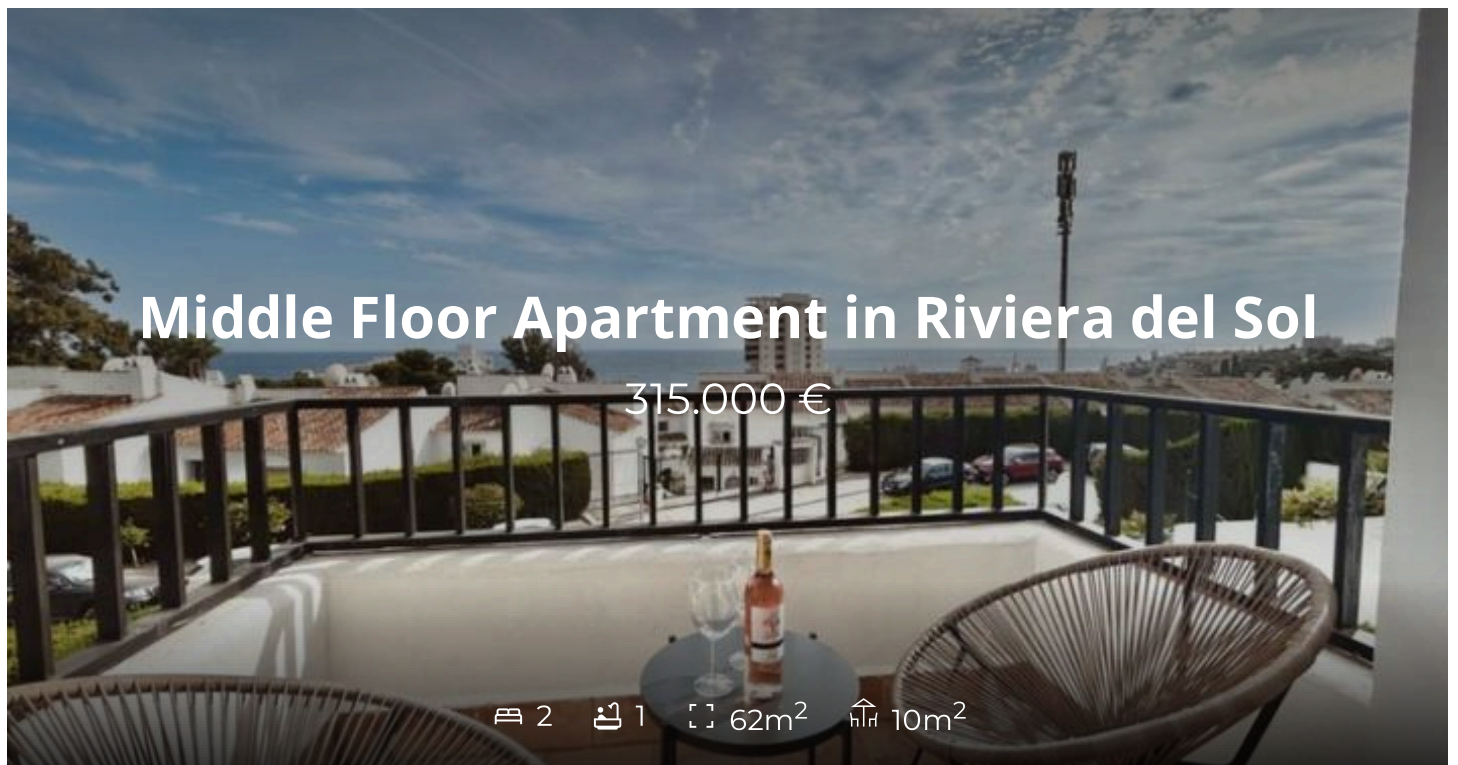 Middle Floor Apartment in Riviera del Sol
315.000 €
2 1 62m² 10m²